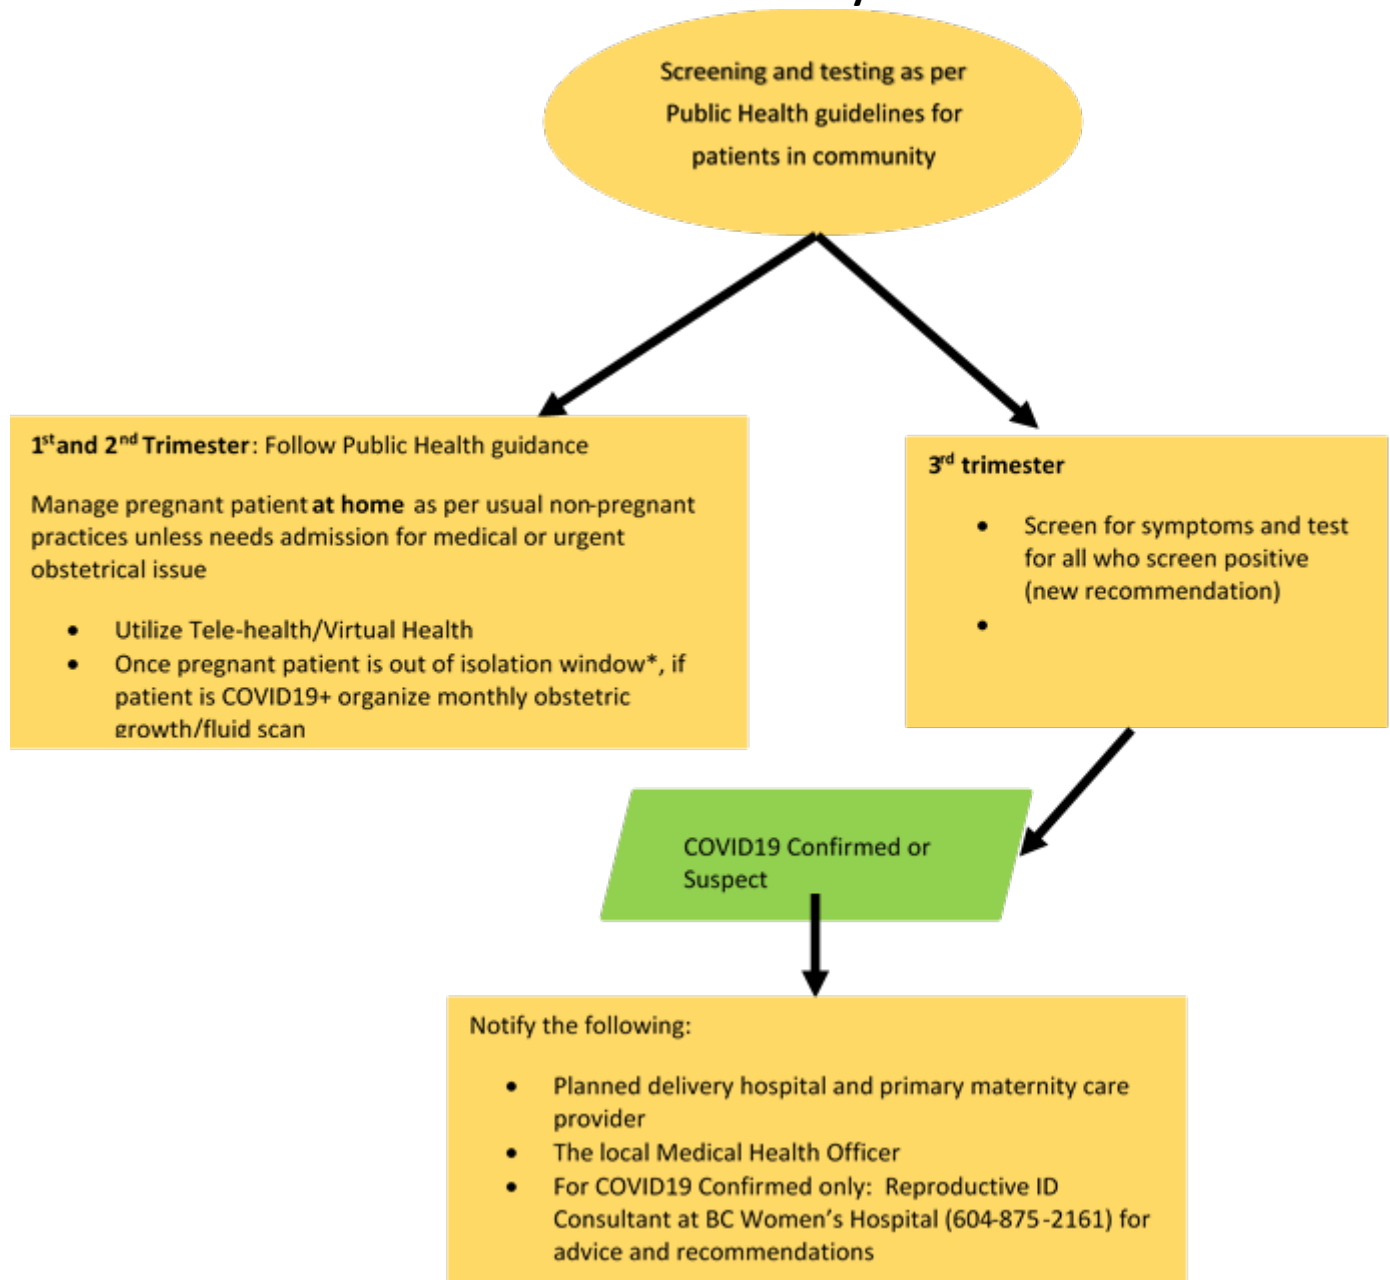 Screening and testing as per
Public Health guidelines for
patients in community
1st and 2nd Trimester: Follow Public Health guidance
Manage pregnant patient at home as per usual non-pregnant
practices unless needs admission for medical or urgent
obstetrical issue
• Utilize Tele-health/Virtual Health
• Once pregnant patient is out of isolation window*, if
patient is COVID19+ organize monthly obstetric
growth/fluid scan
3rd trimester
• Screen for symptoms and test
for all who screen positive
(new recommendation)
•
COVID19 Confirmed or
Suspect
Notify the following:
• Planned delivery hospital and primary maternity care
provider
• The local Medical Health Officer
• For COVID19 Confirmed only: Reproductive ID
Consultant at BC Women's Hospital (604-875-2161) for
advice and recommendations